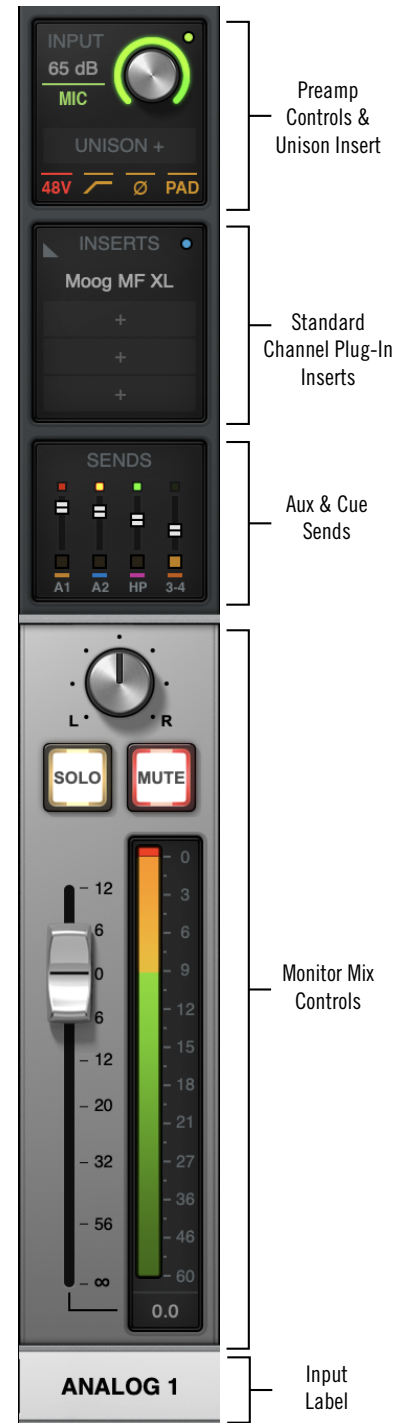 INPUT
65 dB
MIC
UNISON +
48V Ø PAD
Preamp
Controls &
Unison Insert
INSERTS
Moog MF XL
+
+
+
Standard
Channel Plug-In
Inserts
SENDS
A1 A2 HP 3-4
Aux & Cue
Sends
L R
SOLO MUTE
12
6
0
6
12
20
32
56
∞
0
3
6
9
12
15
18
21
27
36
46
60
0.0
Monitor Mix
Controls
ANALOG 1
Input
Label